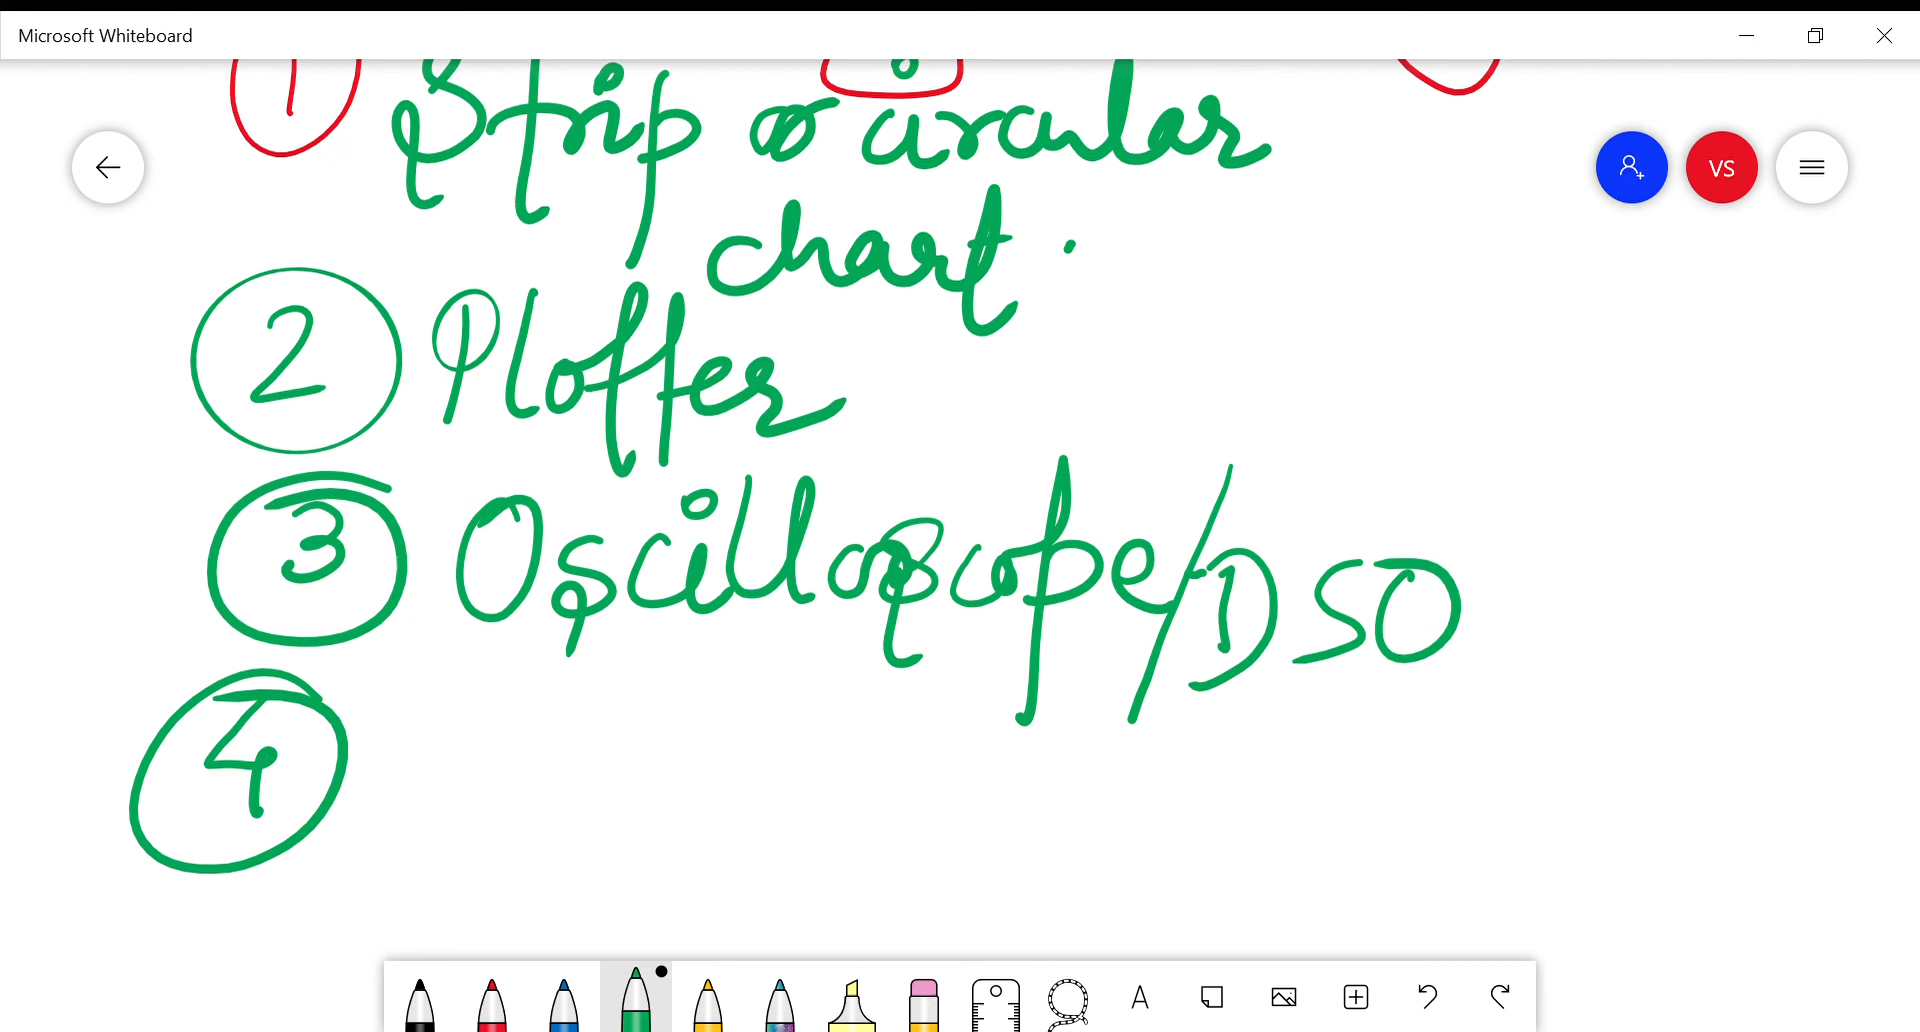 Microsoft Whiteboard
1 Strip or circular
chart.
VS
2 Plotter
3 Oscilloscope/DSO
4
A